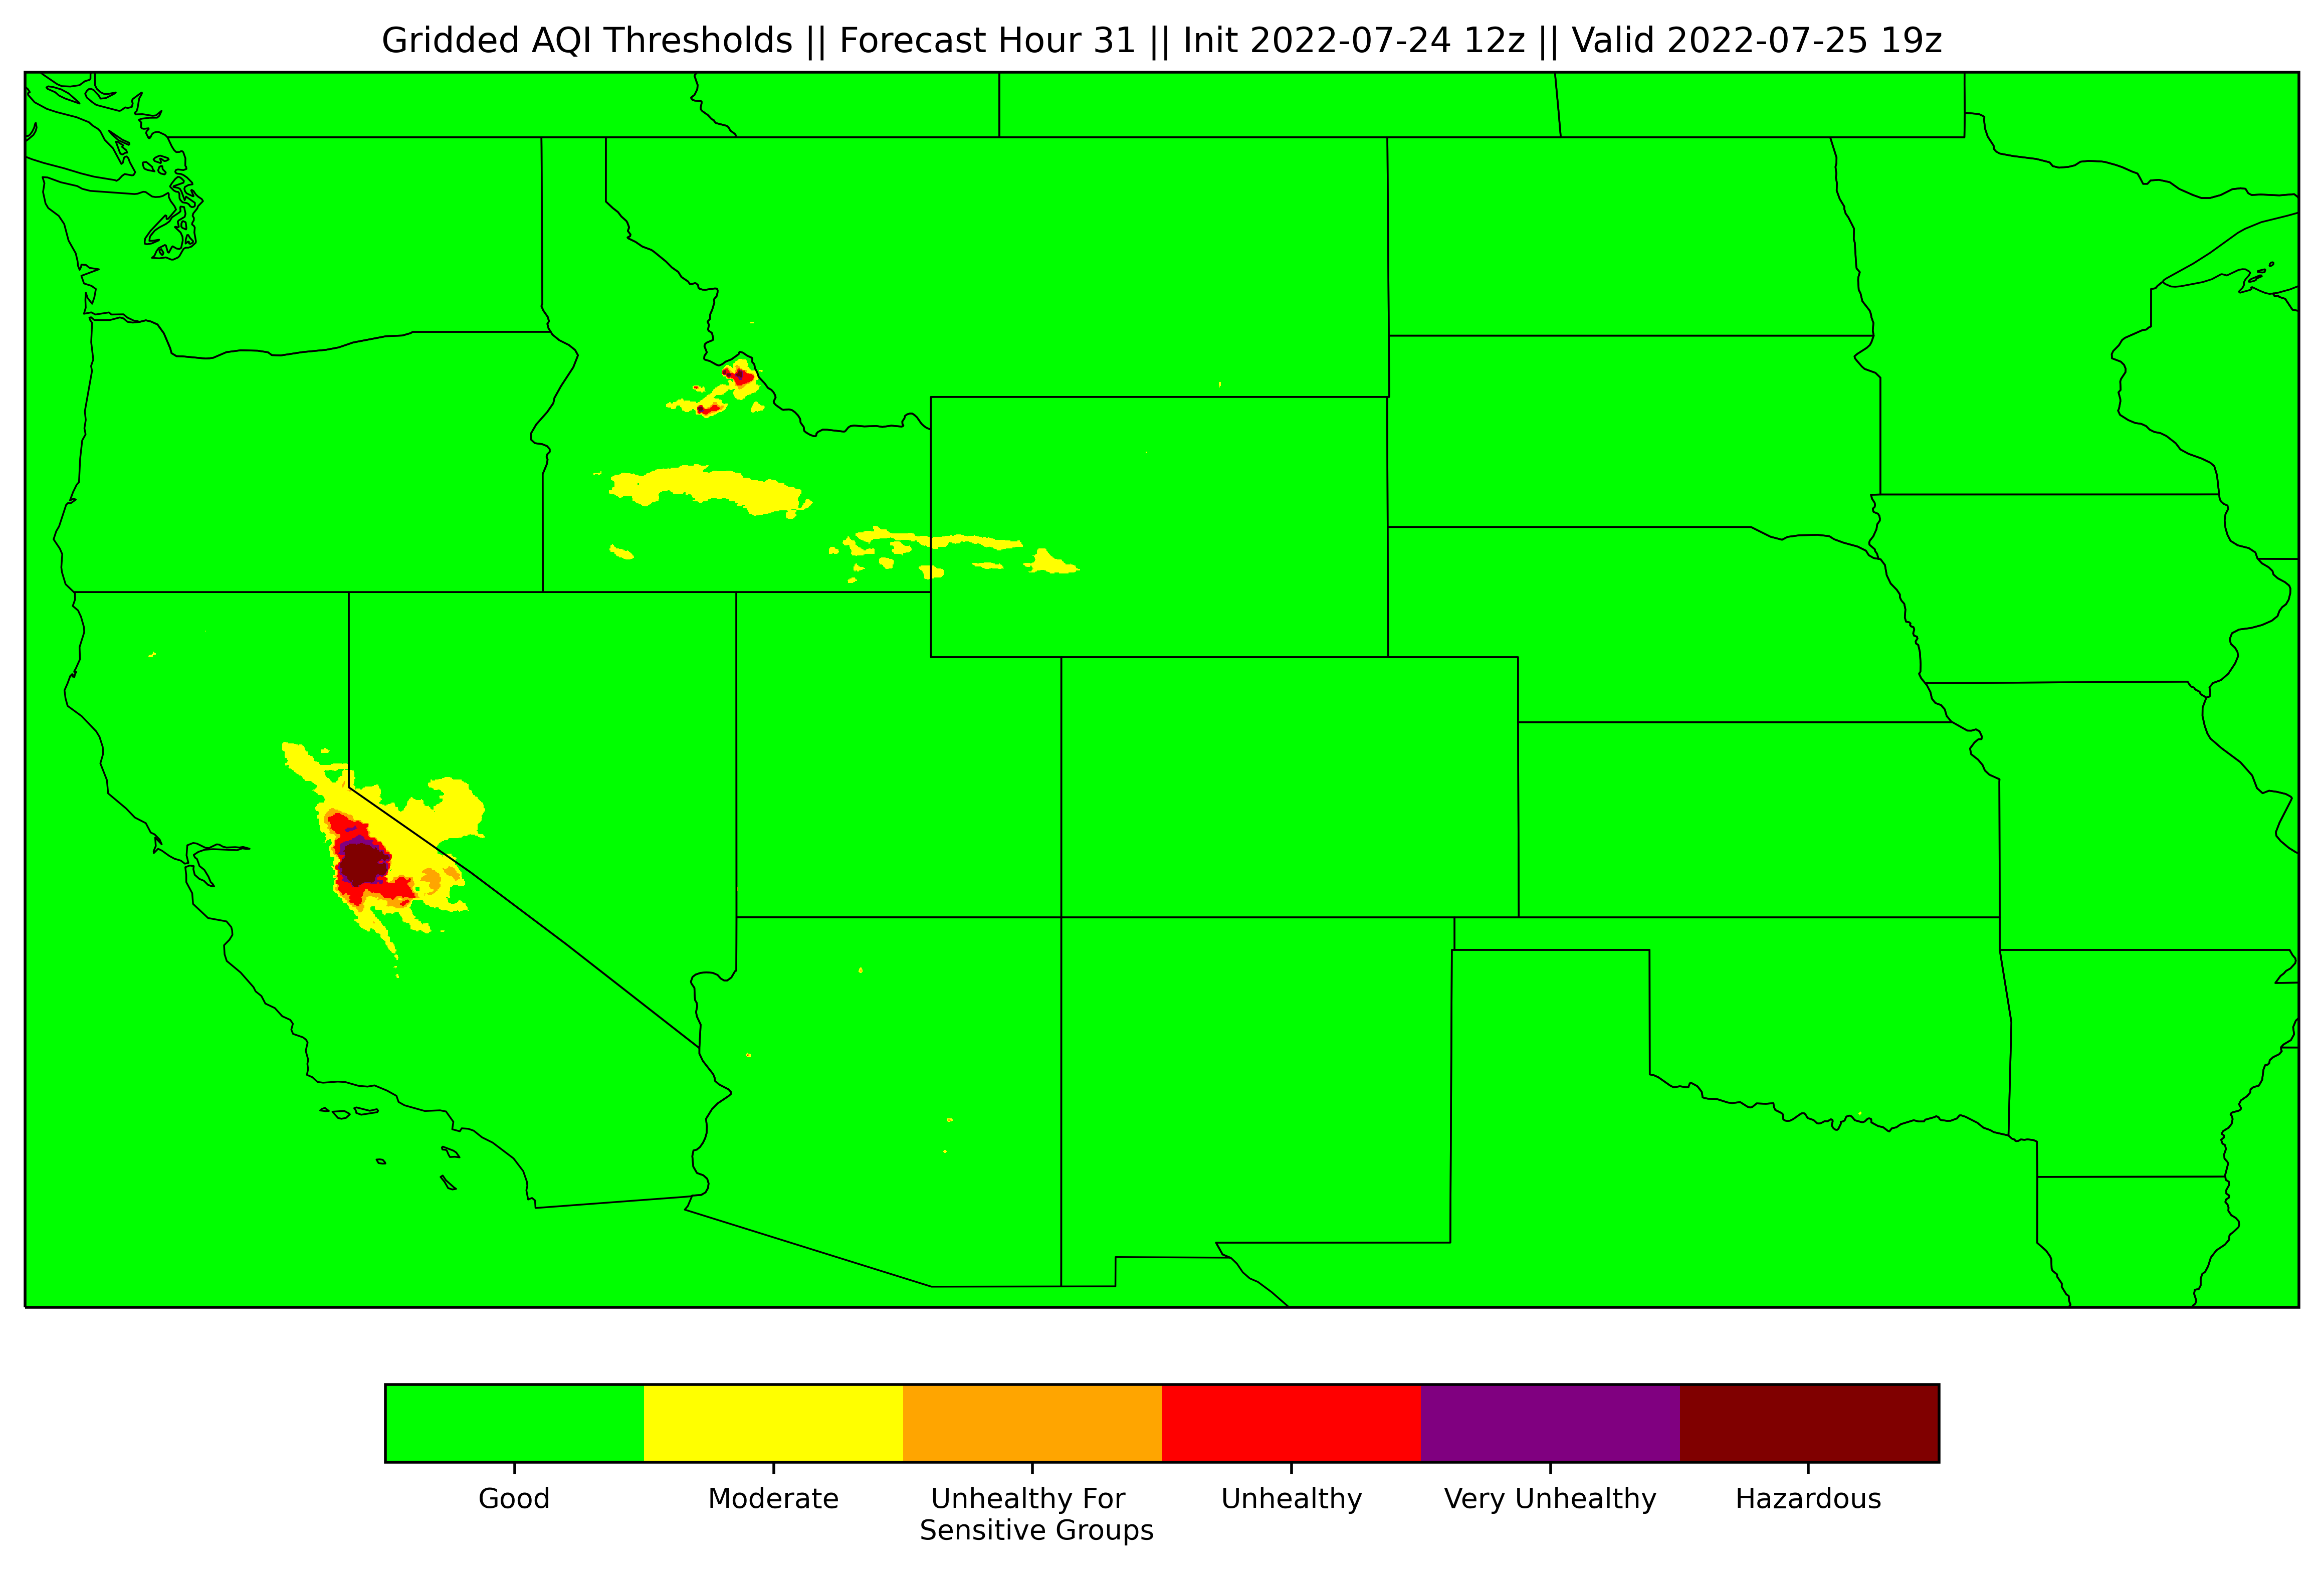 Gridded AQI Thresholds || Forecast Hour 31 || Init 2022-07-24 12z || Valid 2022-07-25 19z
Good
Moderate
Unhealthy For
Sensitive Groups
Unhealthy
Very Unhealthy
Hazardous